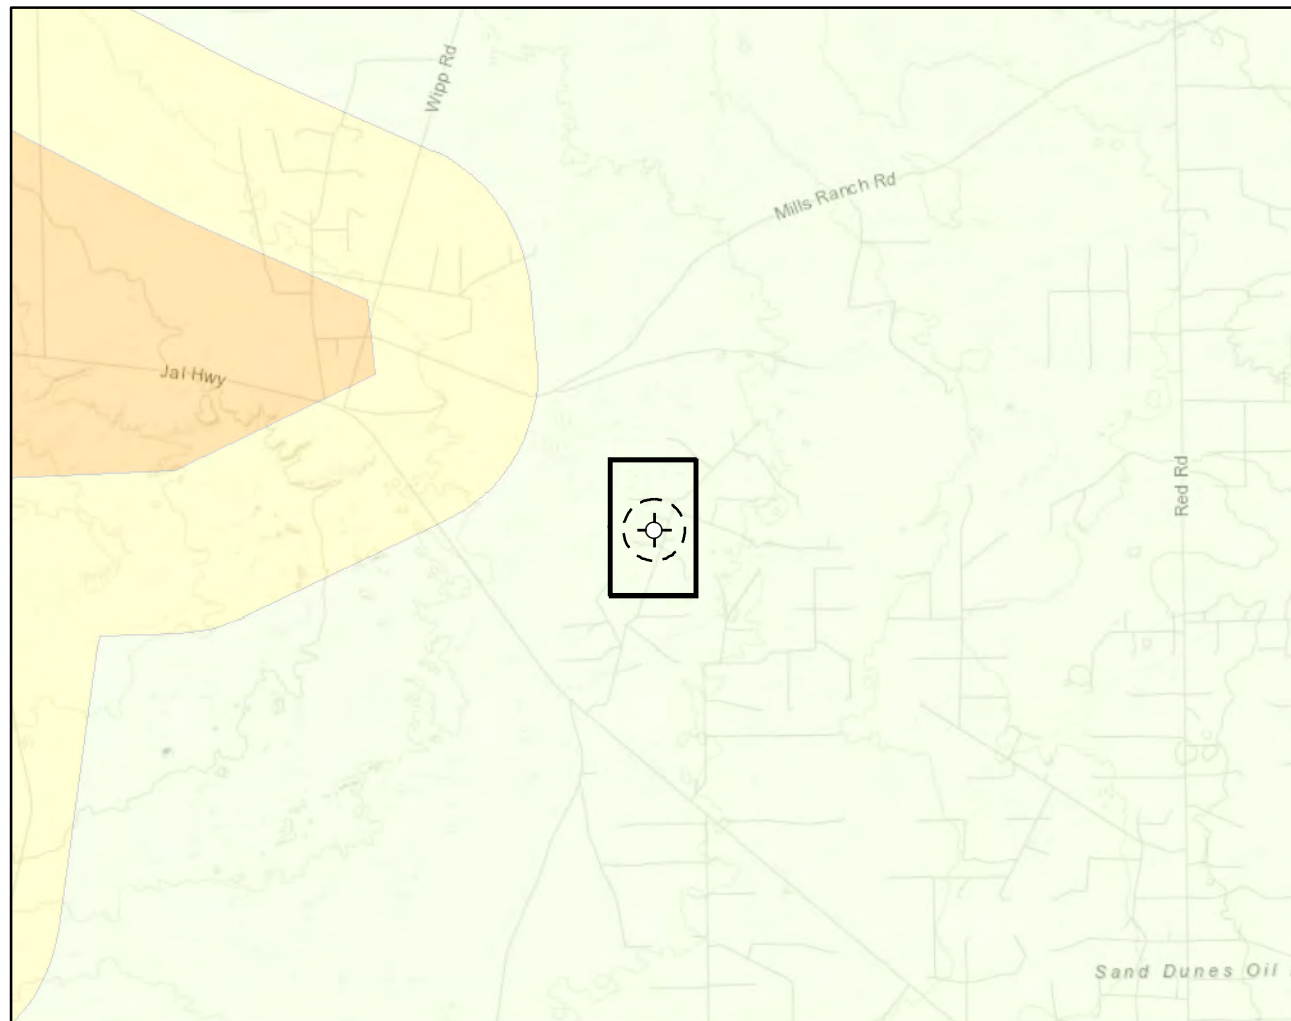 Wipp Rd
Mills Ranch Rd
Jal Hwy
Red Rd
Sand Dunes Oil